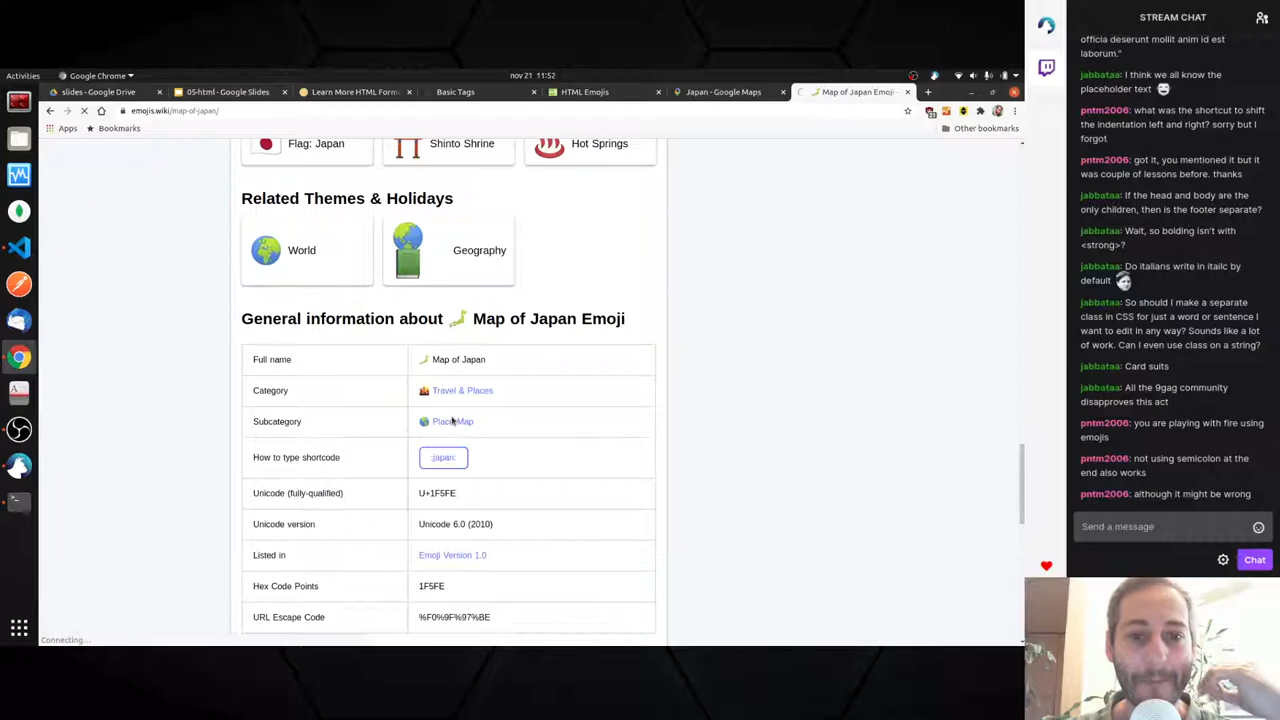 Activities
Google Chrome
nov 21 11:52
slides - Google Drive
05-html - Google Slides
Learn More HTML Form
Basic Tags
HTML Emojis
Japan - Google Maps
Map of Japan Emoji
emojis.wiki/map-of-japan/
Apps
Bookmarks
Other bookmarks
Flag: Japan
Shinto Shrine
Hot Springs
Related Themes & Holidays
World
Geography
General information about Map of Japan Emoji
Full name Map of Japan
Category Travel & Places
Subcategory Place-Map
How to type shortcode :japan:
Unicode (fully-qualified) U+1F5FE
Unicode version Unicode 6.0 (2010)
Listed in Emoji Version 1.0
Hex Code Points 1F5FE
URL Escape Code %F0%9F%97%BE
Connecting...
STREAM CHAT
officia deserunt mollit anim id est
laborum."
jabbataa: I think we all know the
placeholder text
pntm2006: what was the shortcut to shift
the indentation left and right? sorry but I
forgot
pntm2006: got it, you mentioned it but it
was couple of lessons before. thanks
jabbataa: If the head and body are the
only children, then is the footer separate?
jabbataa: Wait, so bolding isn't with
<strong>?
jabbataa: Do italians write in itailc by
default
jabbataa: So should I make a separate
class in CSS for just a word or sentence I
want to edit in any way? Sounds like a lot
of work. Can I even use class on a string?
jabbataa: Card suits
jabbataa: All the 9gag community
disapproves this act
pntm2006: you are playing with fire using
emojis
pntm2006: not using semicolon at the
end also works
pntm2006: although it might be wrong
Send a message
Chat